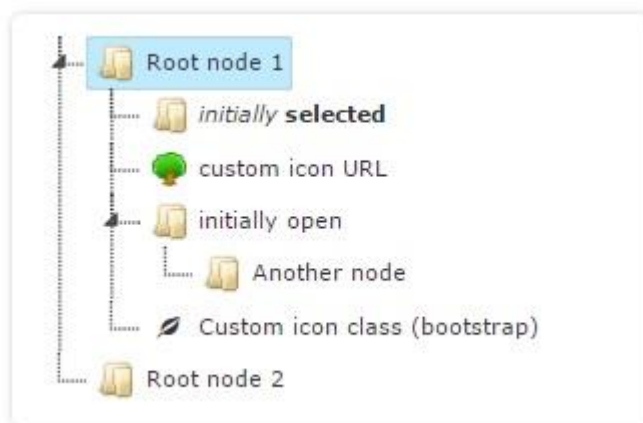 Root node 1
initially selected
custom icon URL
initially open
Another node
Custom icon class (bootstrap)
Root node 2